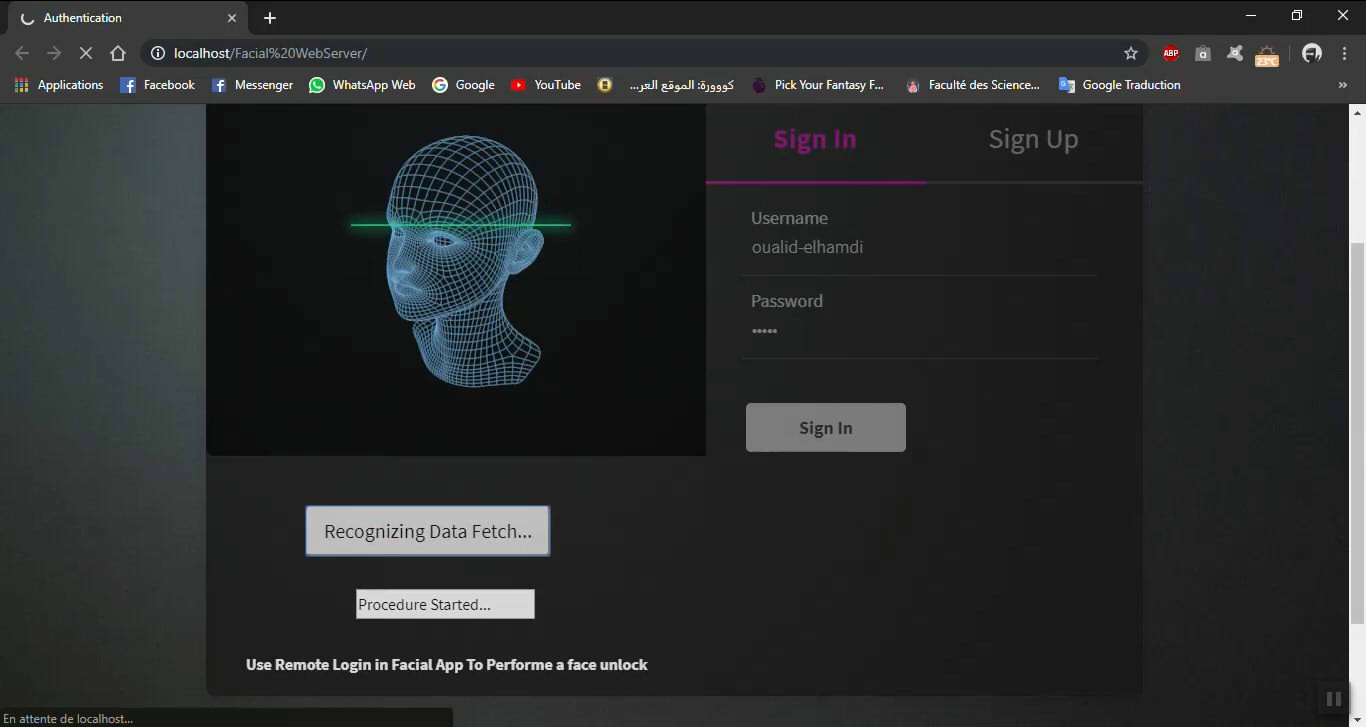 Authentication
localhost/Facial%20WebServer/
ABP
23°C
Applications
Facebook
Messenger
WhatsApp Web
Google
YouTube
كووورة: الموقع العر...
Pick Your Fantasy F...
Faculté des Science...
Google Traduction
»
Sign In
Sign Up
Username
oualid-elhamdi
Password
•••••
Sign In
Recognizing Data Fetch...
Procedure Started...
Use Remote Login in Facial App To Performe a face unlock
En attente de localhost...